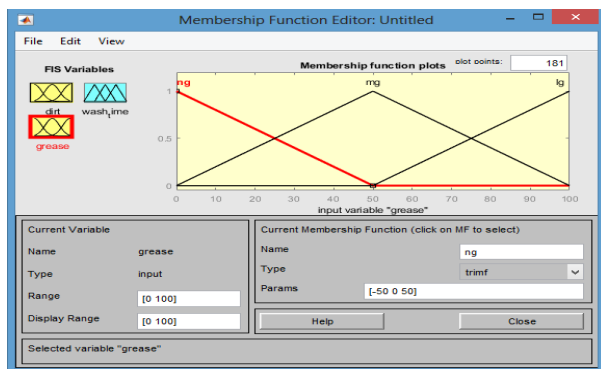 Membership Function Editor: Untitled
File Edit View
FIS Variables
dirt wash_time
grease
Membership function plots plot points: 181
ng mg lg
1
0.5
0
0 10 20 30 40 50 60 70 80 90 100
input variable "grease"
Current Variable
Name grease
Type input
Range [0 100]
Display Range [0 100]
Current Membership Function (click on MF to select)
Name ng
Type trimf
Params [-50 0 50]
Help Close
Selected variable "grease"